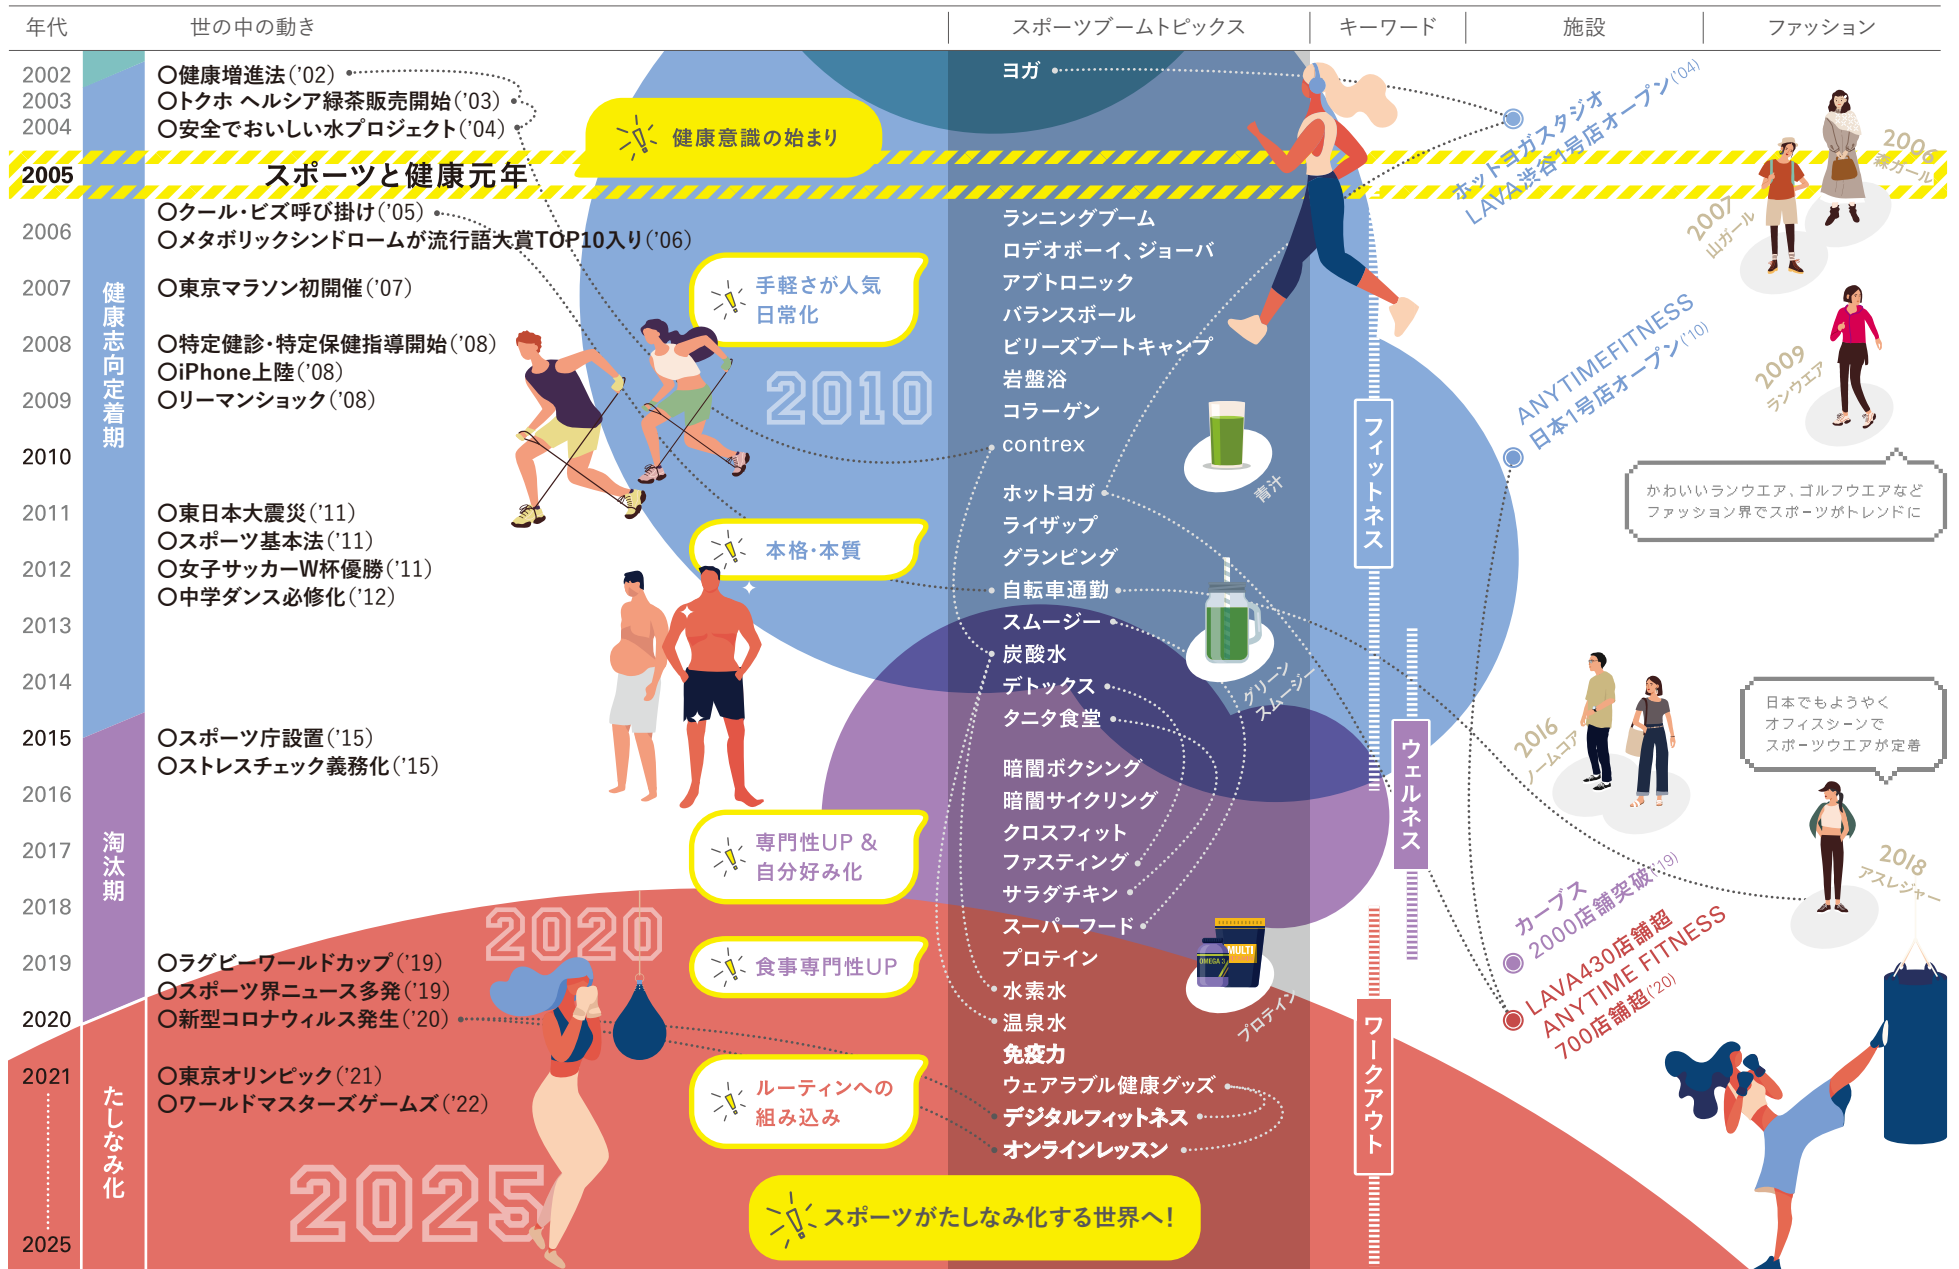 年代
世の中の動き
スポーツブームトピックス
キーワード
施設
ファッション
2002
2003
2004
2005
2006
2007
2008
2009
2010
2011
2012
2013
2014
2015
2016
2017
2018
2019
2020
2021
2025
健康志向定着期
淘汰期
たしなみ化
〇健康増進法('02)
〇トクホ ヘルシア緑茶販売開始('03)
〇安全でおいしい水プロジェクト('04)
スポーツと健康元年
〇クール・ビズ呼び掛け('05)
〇メタボリックシンドロームが流行語大賞TOP10入り('06)
〇東京マラソン初開催('07)
〇特定健診・特定保健指導開始('08)
〇iPhone上陸('08)
〇リーマンショック('08)
〇東日本大震災('11)
〇スポーツ基本法('11)
〇女子サッカーW杯優勝('11)
〇中学ダンス必修化('12)
〇スポーツ庁設置('15)
〇ストレスチェック義務化('15)
〇ラグビーワールドカップ('19)
〇スポーツ界ニュース多発('19)
〇新型コロナウィルス発生('20)
〇東京オリンピック('21)
〇ワールドマスターズゲームズ('22)
健康意識の始まり
手軽さが人気
日常化
2010
本格・本質
専門性UP &
自分好み化
2020
食事専門性UP
ルーティンへの
組み込み
2025
スポーツがたしなみ化する世界へ!
ヨガ
ランニングブーム
ロデオボーイ、ジョーバ
アブトロニック
バランスボール
ビリーズブートキャンプ
岩盤浴
コラーゲン
contrex
ホットヨガ
ライザップ
グランピング
自転車通勤
スムージー
炭酸水
デトックス
タニタ食堂
暗闇ボクシング
暗闇サイクリング
クロスフィット
ファスティング
サラダチキン
スーパーフード
プロテイン
水素水
温泉水
免疫力
ウェアラブル健康グッズ
デジタルフィットネス
オンラインレッスン
青汁
グリーン
スムージー
OMEGA 3
MULTI
プロテイン
フィットネス
ウェルネス
ワークアウト
ホットヨガスタジオ
LAVA渋谷1号店オープン('04)
ANYTIMEFITNESS
日本1号店オープン('10)
カーブス
2000店舗突破('19)
LAVA430店舗超
ANYTIME FITNESS
700店舗超('20)
2006
森ガール
2007
山ガール
2009
ランウエア
かわいいランウエア、ゴルフウエアなど
ファッション界でスポーツがトレンドに
2016
ノームコア
日本でもようやく
オフィスシーンで
スポーツウエアが定着
2018
アスレジャー